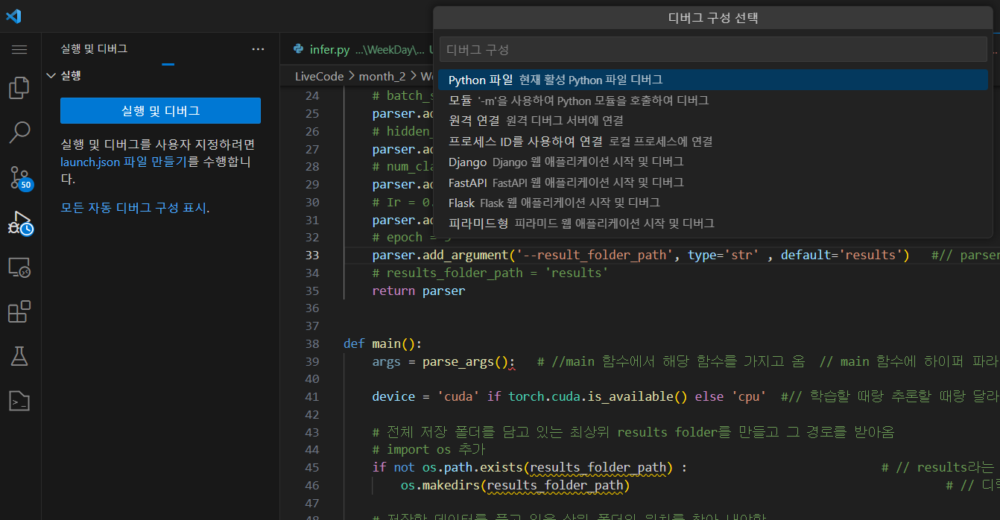 디버그 구성 선택
디버그 구성
Python 파일 현재 활성 Python 파일 디버그
모듈 '-m'을 사용하여 Python 모듈을 호출하여 디버그
원격 연결 원격 디버그 서버에 연결
프로세스 ID를 사용하여 연결 로컬 프로세스에 연결
Django Django 웹 애플리케이션 시작 및 디버그
FastAPI FastAPI 웹 애플리케이션 시작 및 디버그
Flask Flask 웹 애플리케이션 시작 및 디버그
피라미드형 피라미드 웹 애플리케이션 시작 및 디버그
실행 및 디버그
실행
실행 및 디버그
실행 및 디버그를 사용자 지정하려면
launch.json 파일 만들기를 수행합니
다.
모든 자동 디버그 구성 표시.
50
infer.py ...\WeekDay\... U
LiveCode > month_2 > We
24 # batch_s
25 parser.ad
26 # hidden_
27 parser.ad
28 # num_cla
29 parser.ad
30 # Ir = 0.
31 parser.ad
32 # epoch = 5
33 parser.add_argument('--result_folder_path', type='str' , default='results') #// parser
34 # results_folder_path = 'results'
35 return parser
36
37
38 def main():
39 args = parse_args(): # //main 함수에서 해당 함수를 가지고 옴 // main 함수에 하이퍼 파라
40
41 device = 'cuda' if torch.cuda.is_available() else 'cpu' #// 학습할 때랑 추론할 때랑 달라
42
43 # 전체 저장 폴더를 담고 있는 최상위 results folder를 만들고 그 경로를 받아옴
44 # import os 추가
45 if not os.path.exists(results_folder_path) : # // results라는
46 os.makedirs(results_folder_path) # // 디렉
47
48 # 저장할 데이터를 품고 있을 상위 폴더의 위치를 찾아 내야함